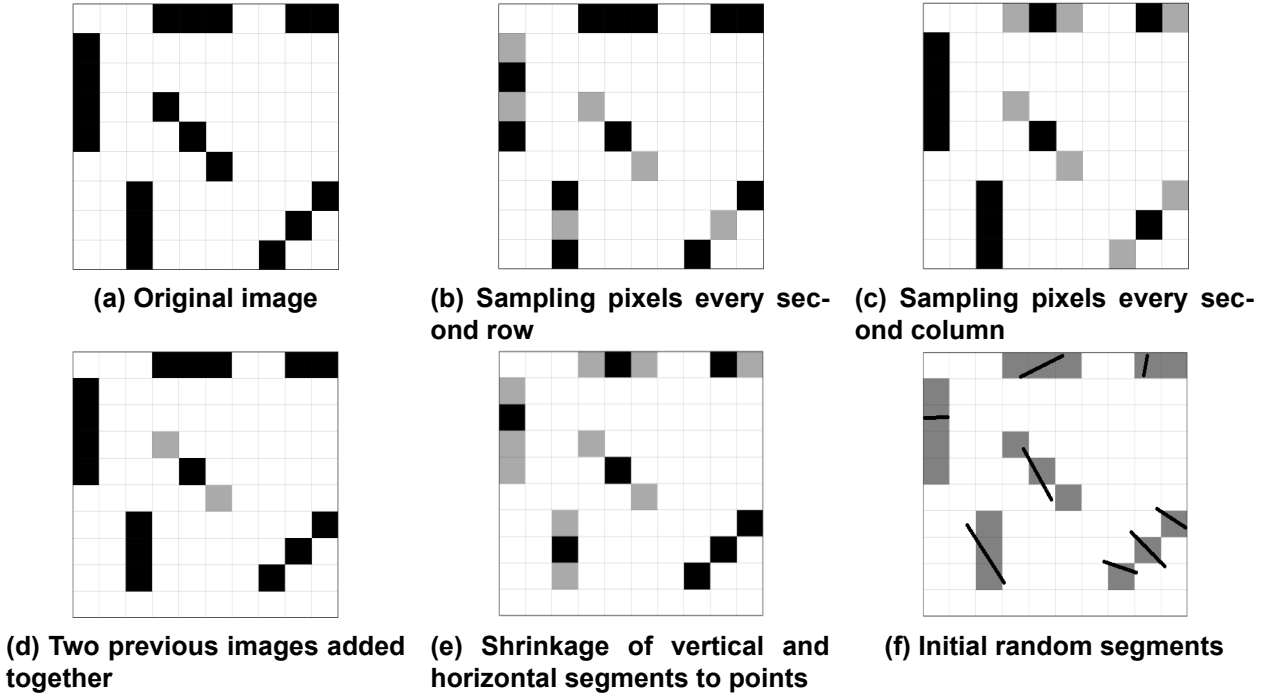 (a) Original image
(b) Sampling pixels every sec-
ond row
(c) Sampling pixels every sec-
ond column
(d) Two previous images added
together
(e) Shrinkage of vertical and
horizontal segments to points
(f) Initial random segments